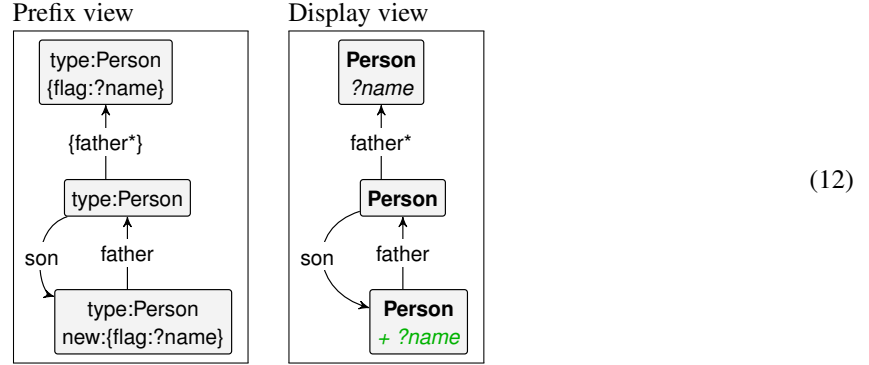 Prefix view
type:Person
{flag:?name}
{father*}
type:Person
son
father
type:Person
new:{flag:?name}
Display view
Person
?name
father*
Person
son
father
Person
+ ?name
(12)